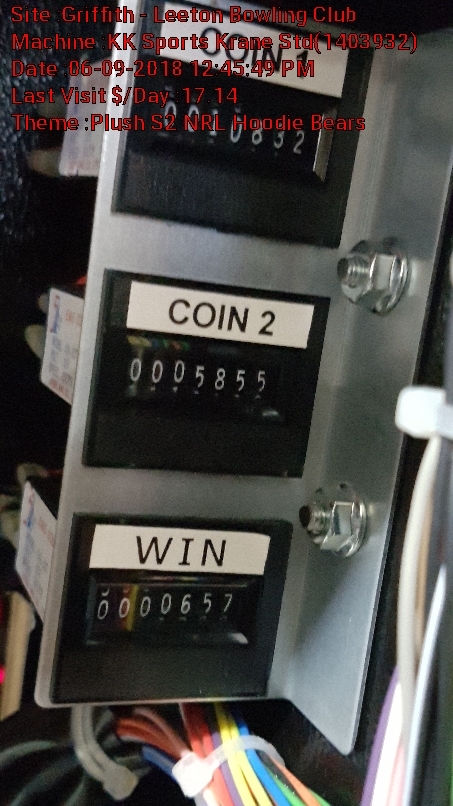 Site :Griffith - Leeton Bowling Club
Machine :KK Sports Krane Std(1403932)
Date :06-09-2018 12:45:49 PM
Last Visit $/Day :17.14
Theme :Plush S2 NRL Hoodie Bears
COIN 2
0005855
WIN
0000657